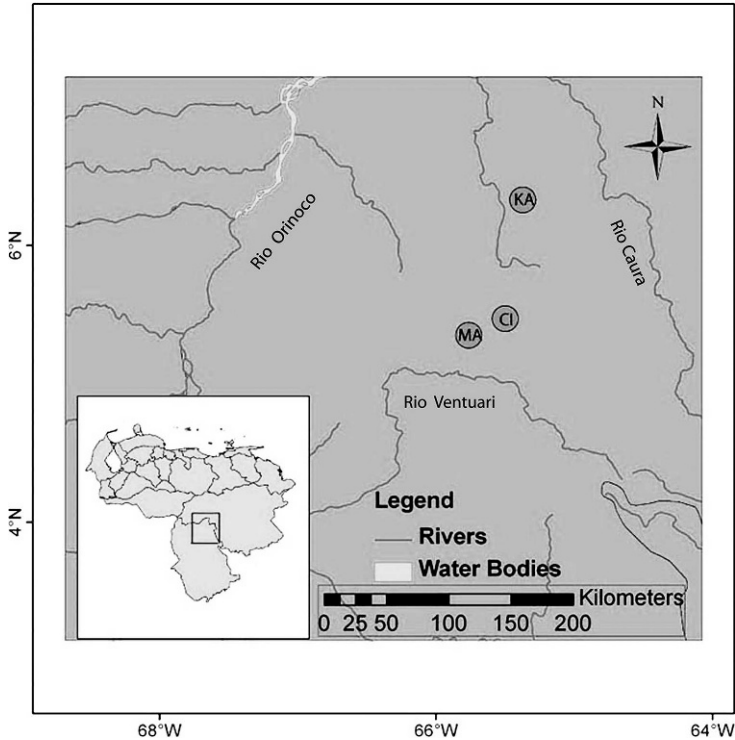 N
KA
6°N
Rio Orinoco
Rio Caura
CI
MA
Rio Ventuari
Legend
4°N
Rivers
Water Bodies
Kilometers
0 25 50 100 150 200
68°W 66°W 64°W